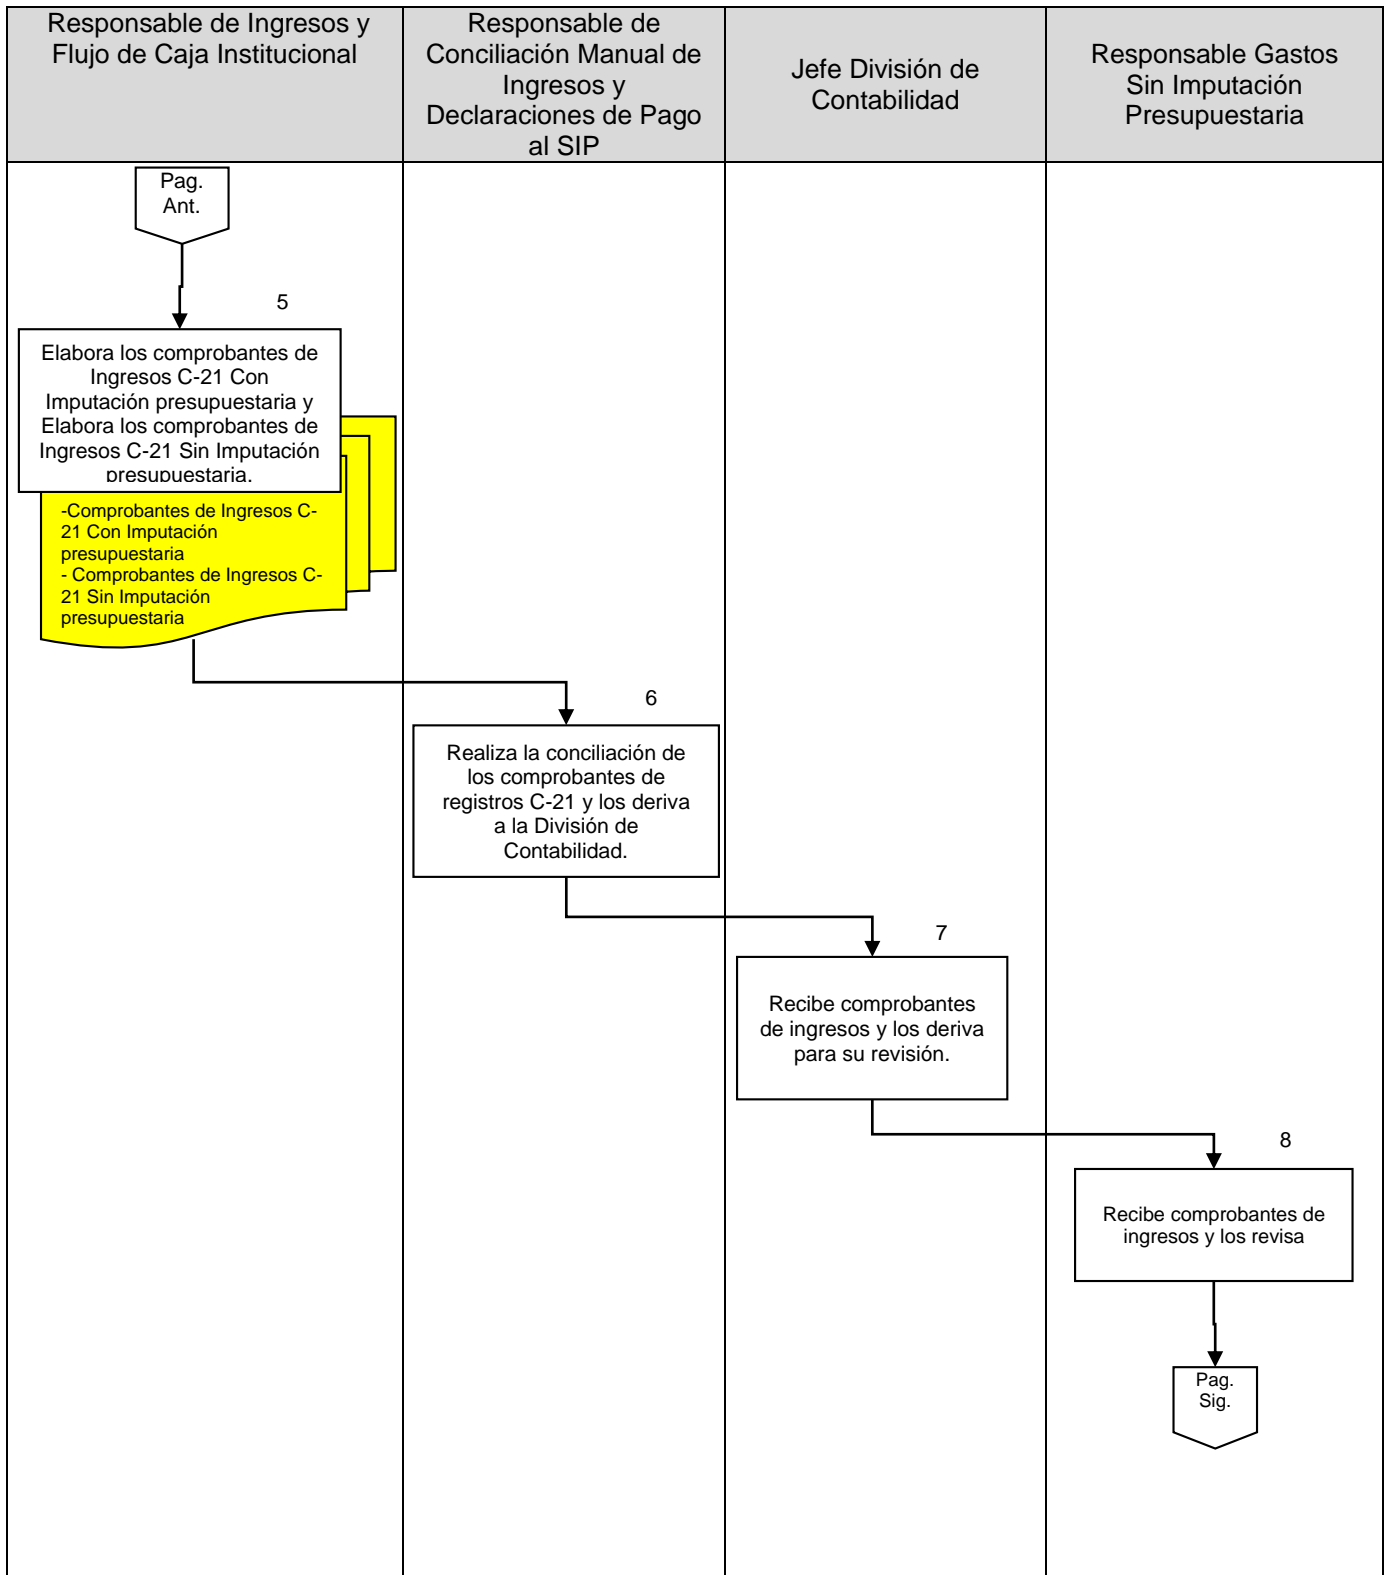 Responsable de Ingresos y
Flujo de Caja Institucional
Responsable de
Conciliación Manual de
Ingresos y
Declaraciones de Pago
al SIP
Jefe División de
Contabilidad
Responsable Gastos
Sin Imputación
Presupuestaria
Pag.
Ant.
5
Elabora los comprobantes de
Ingresos C-21 Con
Imputación presupuestaria y
Elabora los comprobantes de
Ingresos C-21 Sin Imputación
presupuestaria.
-Comprobantes de Ingresos C-
21 Con Imputación
presupuestaria
- Comprobantes de Ingresos C-
21 Sin Imputación
presupuestaria
6
Realiza la conciliación de
los comprobantes de
registros C-21 y los deriva
a la División de
Contabilidad.
7
Recibe comprobantes
de ingresos y los deriva
para su revisión.
8
Recibe comprobantes de
ingresos y los revisa
Pag.
Sig.